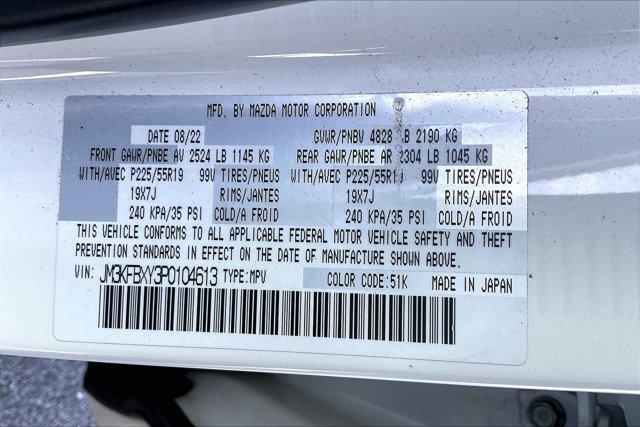 MFD. BY MAZDA MOTOR CORPORATION
DATE 08/22 GVWR/PNBV 4828 B 2190 KG
FRONT GAWR/PNBE AV 2524 LB 1145 KG REAR GAWR/PNBE AR 2304 LB 1045 KG
WITH/AVEC P225/55R19 99V TIRES/PNEUS WITH/AVEC P225/55R19 99V TIRES/PNEUS
19X7J RIMS/JANTES 19X7J RIMS/JANTES
240 KPA/35 PSI COLD/A FROID 240 KPA/35 PSI COLD/A FROID
THIS VEHICLE CONFORMS TO ALL APPLICABLE FEDERAL MOTOR VEHICLE SAFETY AND THEFT
PREVENTION STANDARDS IN EFFECT ON THE DATE OF MANUFACTURE SHOWN ABOVE.
VIN: JM3KFBXY3P0104513 TYPE:MPV COLOR CODE:51K MADE IN JAPAN